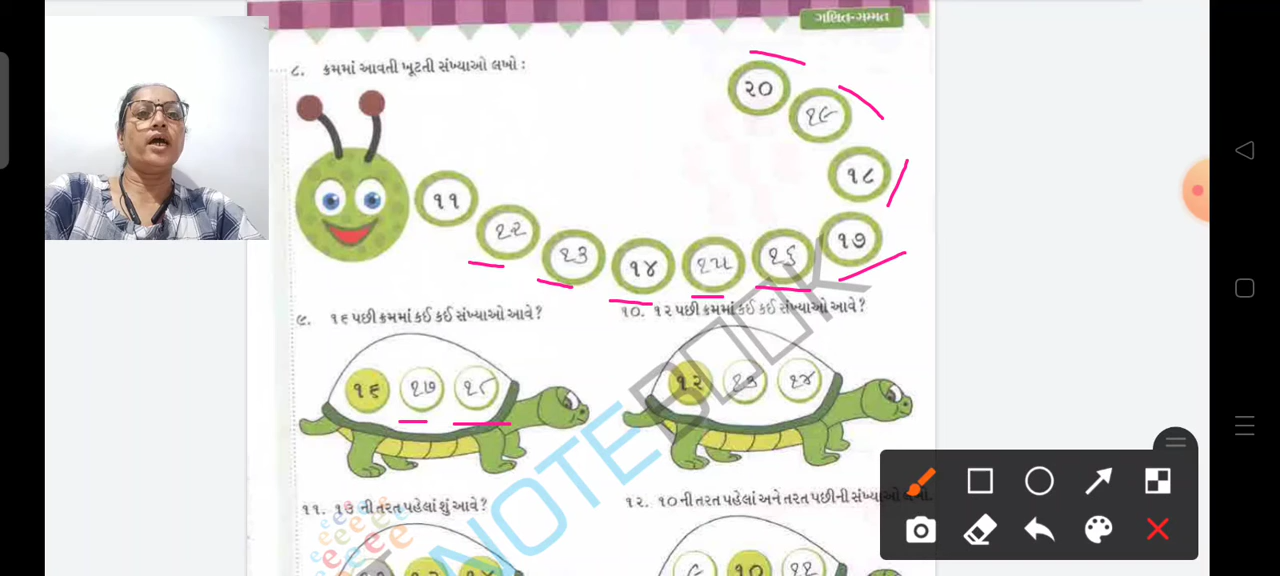 ગણિત-ગમ્મત
૮. ક્રમમાં આવતી ખૂટતી સંખ્યાઓ લખો :
૨૦
૧૯
૧૮
૧૭
૧૧
૧૨
૧૩
૧૪
૧૫
૧૬
૯. ૧૬ પછી ક્રમમાં કઈ કઈ સંખ્યાઓ આવે?
૧૬ ૧૭ ૧૮
૧૦. ૧૨ પછી ક્રમમાં કઈ કઈ સંખ્યાઓ આવે?
૧૨ ૧૩ ૧૪
NOTEBOOK
૧૧. ૧૩ ની તરત પહેલાં શું આવે?
૧૨. ૧૦ ની તરત પહેલાં અને તરત પછીની સંખ્યાઓ લખો.
૯ ૧૦ ૧૧